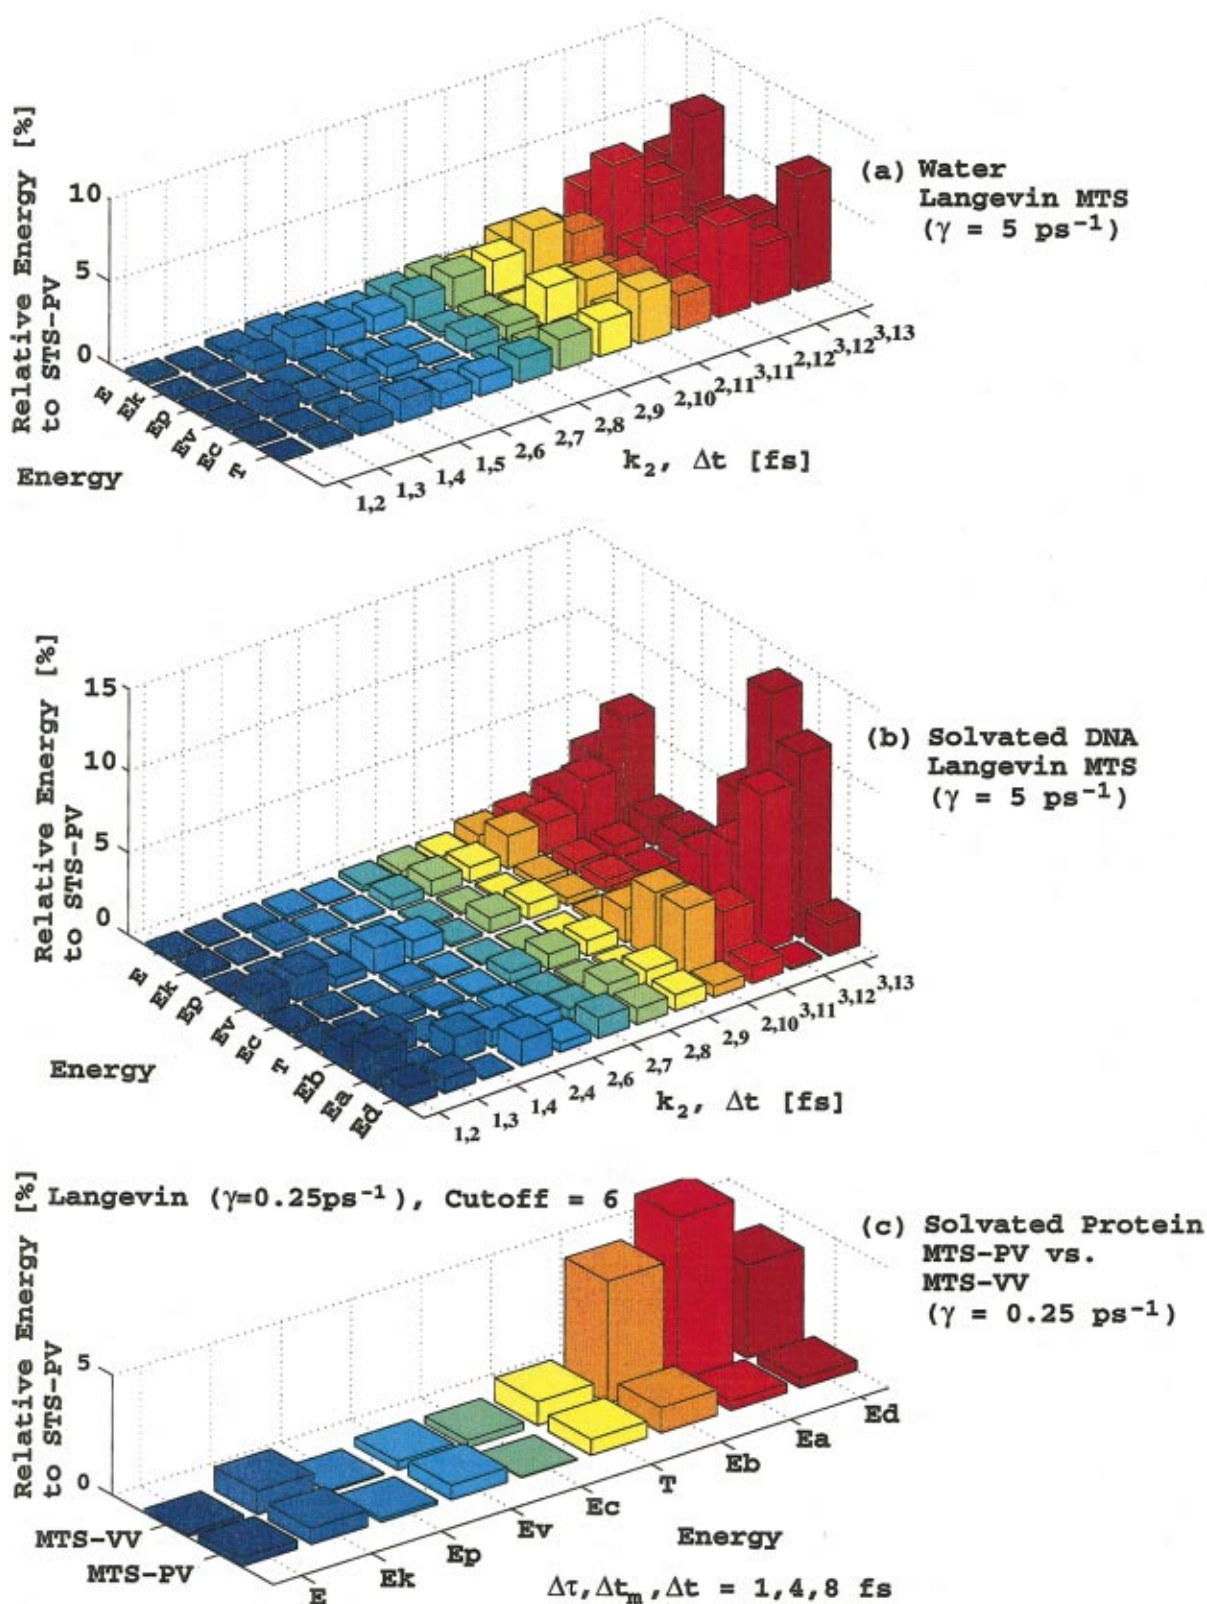 Relative Energy [%]
to STS-PV
10
5
0
E
Ek
Ep
Ev
Ec
T
Energy
1,2
1,3
1,4
1,5
2,6
2,7
2,8
2,9
2,10
2,11
3,11
2,12
3,12
3,13
k₂, Δt [fs]
(a) Water
Langevin MTS
(γ = 5 ps⁻¹)
Relative Energy [%]
to STS-PV
15
10
5
0
E
Ek
Ep
Ev
Ec
T
Eb
Ea
Ed
Energy
1,2
1,3
1,4
2,4
2,6
2,7
2,8
2,9
2,10
3,11
3,12
3,13
k₂, Δt [fs]
(b) Solvated DNA
Langevin MTS
(γ = 5 ps⁻¹)
Langevin (γ=0.25ps⁻¹), Cutoff = 6
Relative Energy [%]
to STS-PV
5
0
MTS-VV
MTS-PV
E
Ek
Ep
Ev
Ec
T
Eb
Ea
Ed
Energy
Δτ,Δtₘ,Δt = 1,4,8 fs
(c) Solvated Protein
MTS-PV vs.
MTS-VV
(γ = 0.25 ps⁻¹)